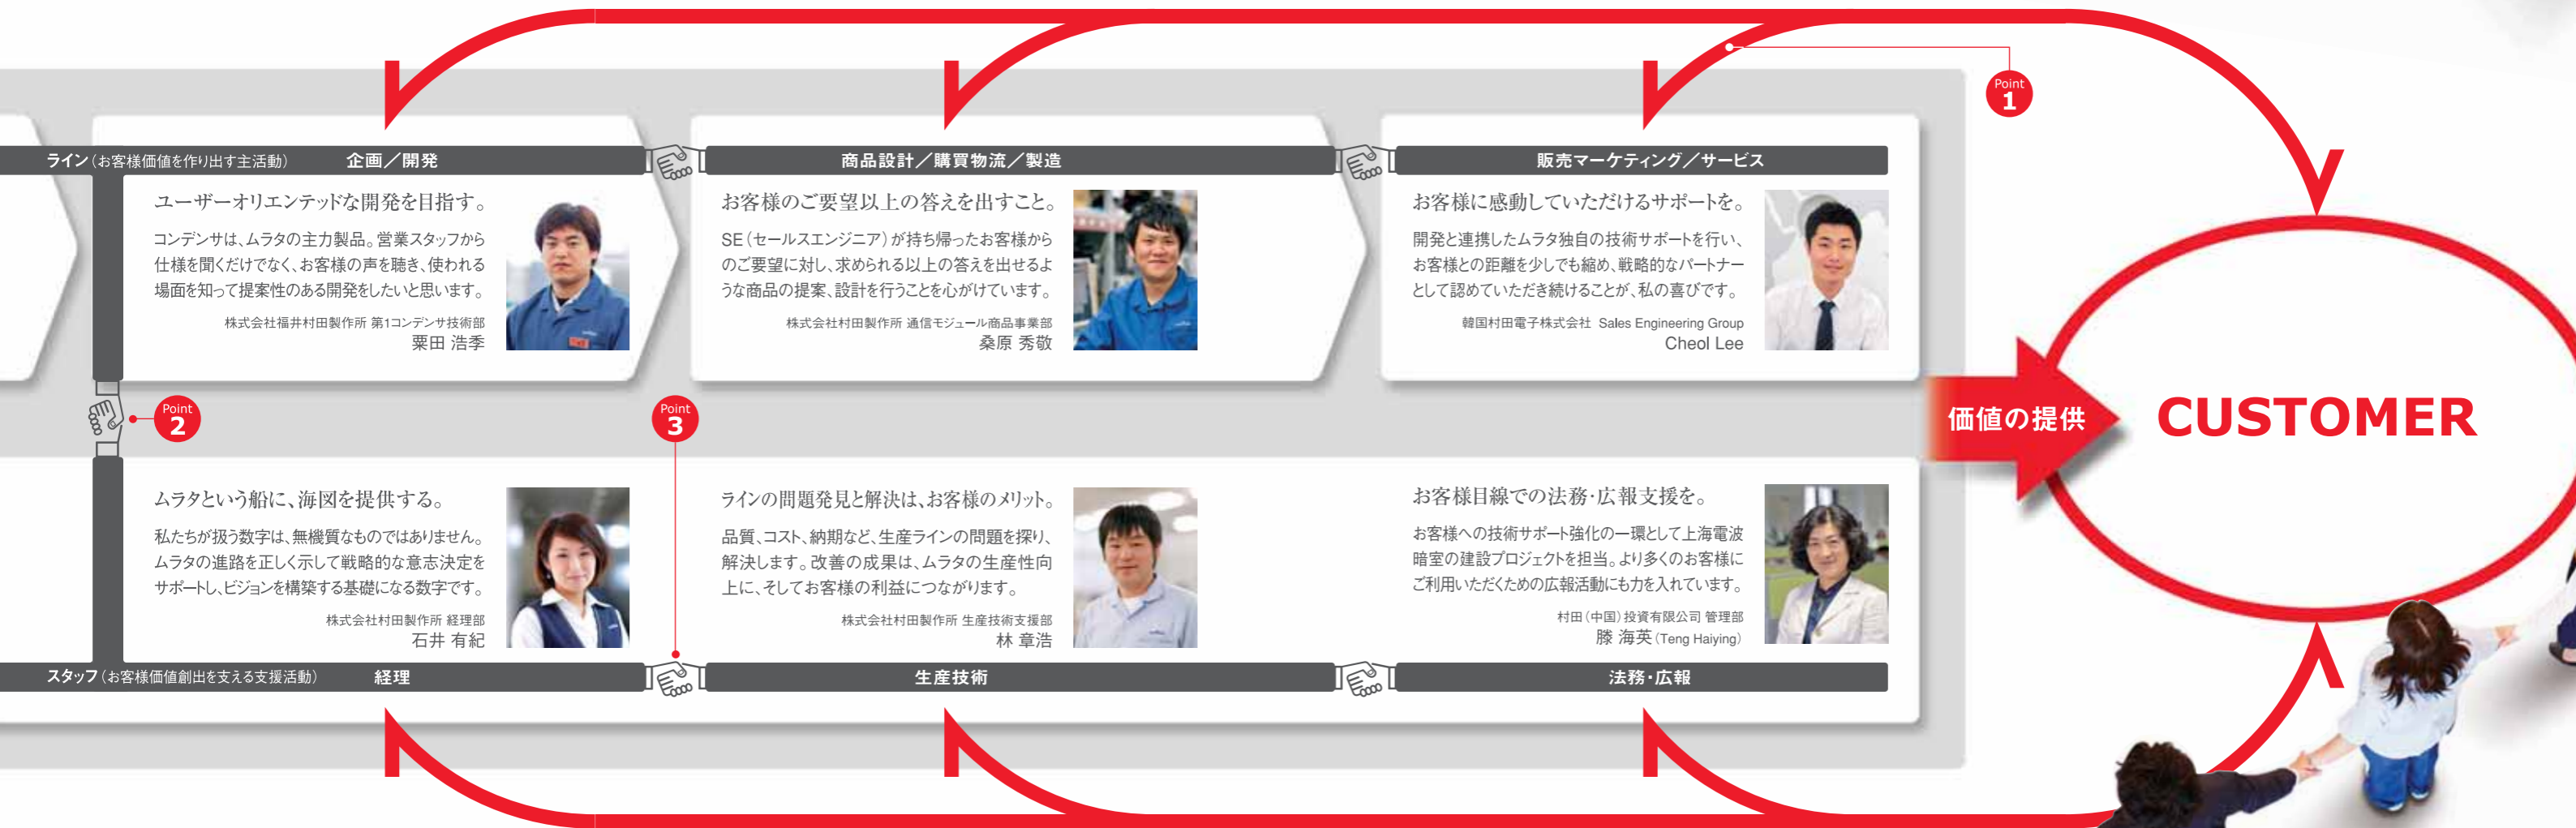 Point
1
ライン（お客様価値を作り出す主活動）
企画／開発
ユーザーオリエンテッドな開発を目指す。
コンデンサは、ムラタの主力製品。営業スタッフから
仕様を聞くだけでなく、お客様の声を聴き、使われる
場面を知って提案性のある開発をしたいと思います。
株式会社福井村田製作所 第1コンデンサ技術部
粟田 浩季
商品設計／購買物流／製造
お客様のご要望以上の答えを出すこと。
SE（セールスエンジニア）が持ち帰ったお客様から
のご要望に対し、求められる以上の答えを出せるよ
うな商品の提案、設計を行うことを心がけています。
株式会社村田製作所 通信モジュール商品事業部
桑原 秀敬
販売マーケティング／サービス
お客様に感動していただけるサポートを。
開発と連携したムラタ独自の技術サポートを行い、
お客様との距離を少しでも縮め、戦略的なパートナー
として認めていただき続けることが、私の喜びです。
韓国村田電子株式会社 Sales Engineering Group
Cheol Lee
Point
2
Point
3
価値の提供
CUSTOMER
ムラタという船に、海図を提供する。
私たちが扱う数字は、無機質なものではありません。
ムラタの進路を正しく示して戦略的な意志決定を
サポートし、ビジョンを構築する基礎になる数字です。
株式会社村田製作所 経理部
石井 有紀
スタッフ（お客様価値創出を支える支援活動）
経理
ラインの問題発見と解決は、お客様のメリット。
品質、コスト、納期など、生産ラインの問題を探り、
解決します。改善の成果は、ムラタの生産性向
上に、そしてお客様の利益につながります。
株式会社村田製作所 生産技術支援部
林 章浩
生産技術
お客様目線での法務・広報支援を。
お客様への技術サポート強化の一環として上海電波
暗室の建設プロジェクトを担当。より多くのお客様に
ご利用いただくための広報活動にも力を入れています。
村田（中国）投資有限公司 管理部
滕 海英（Teng Haiying）
法務・広報